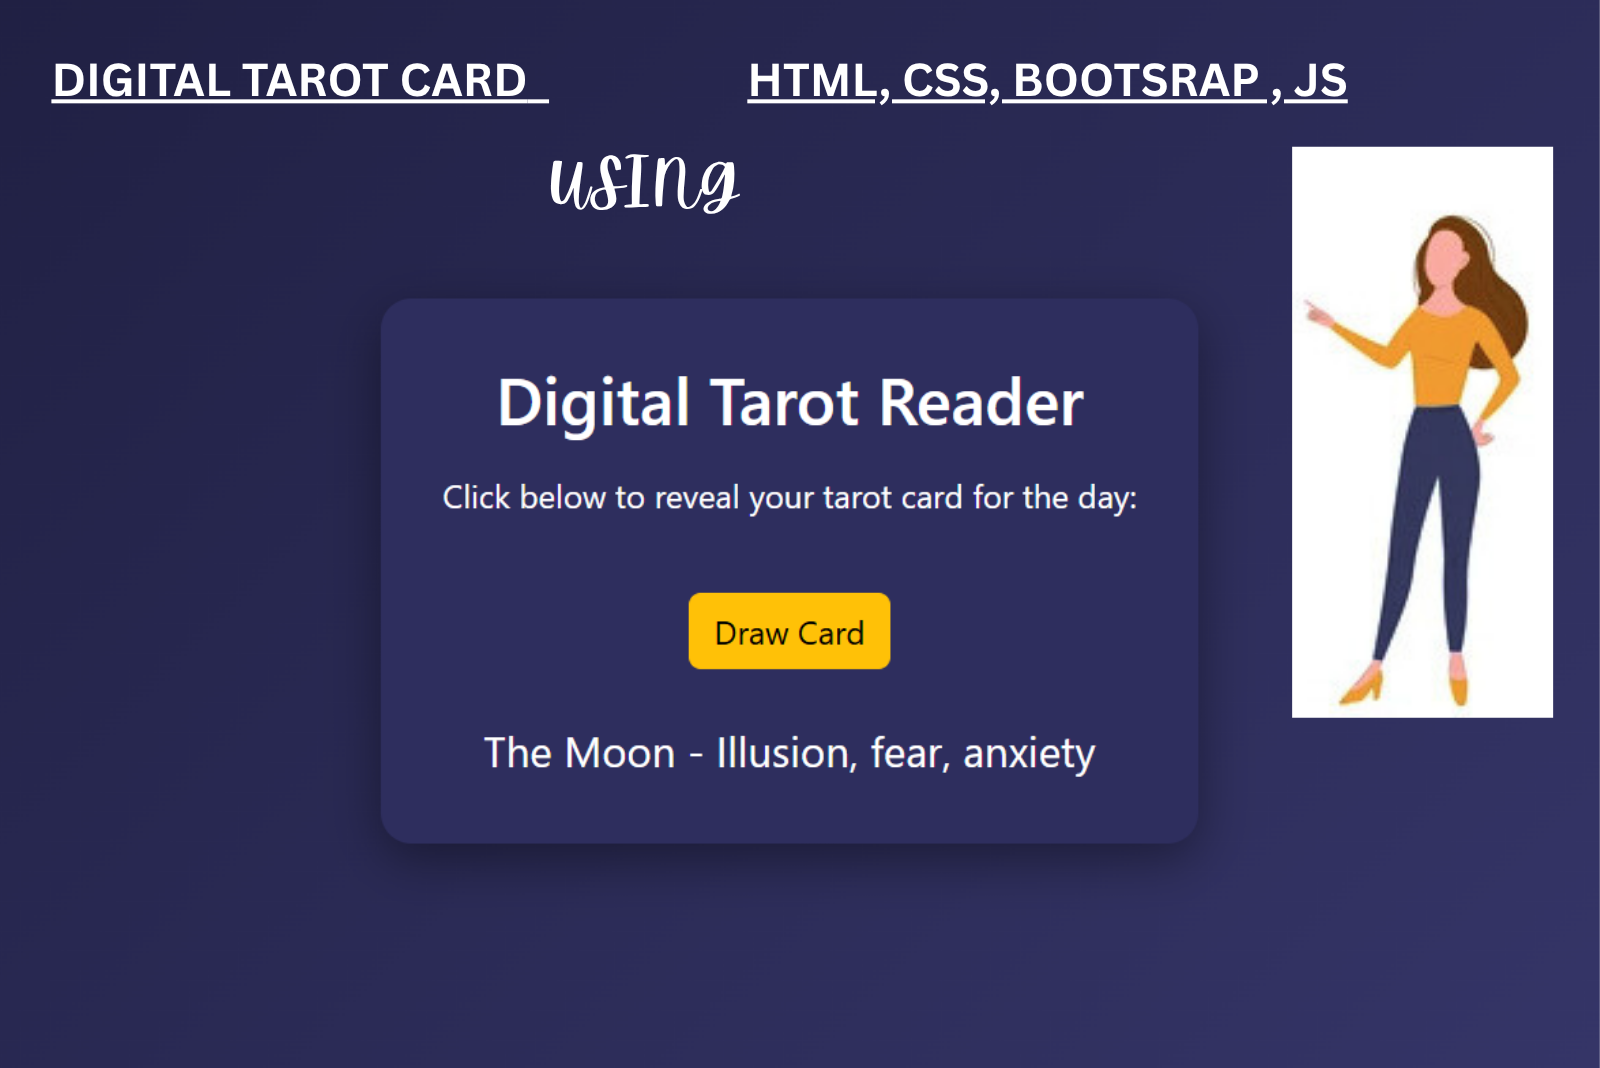 DIGITAL TAROT CARD
using
HTML, CSS, BOOTSRAP , JS
Digital Tarot Reader
Click below to reveal your tarot card for the day:
Draw Card
The Moon - Illusion, fear, anxiety